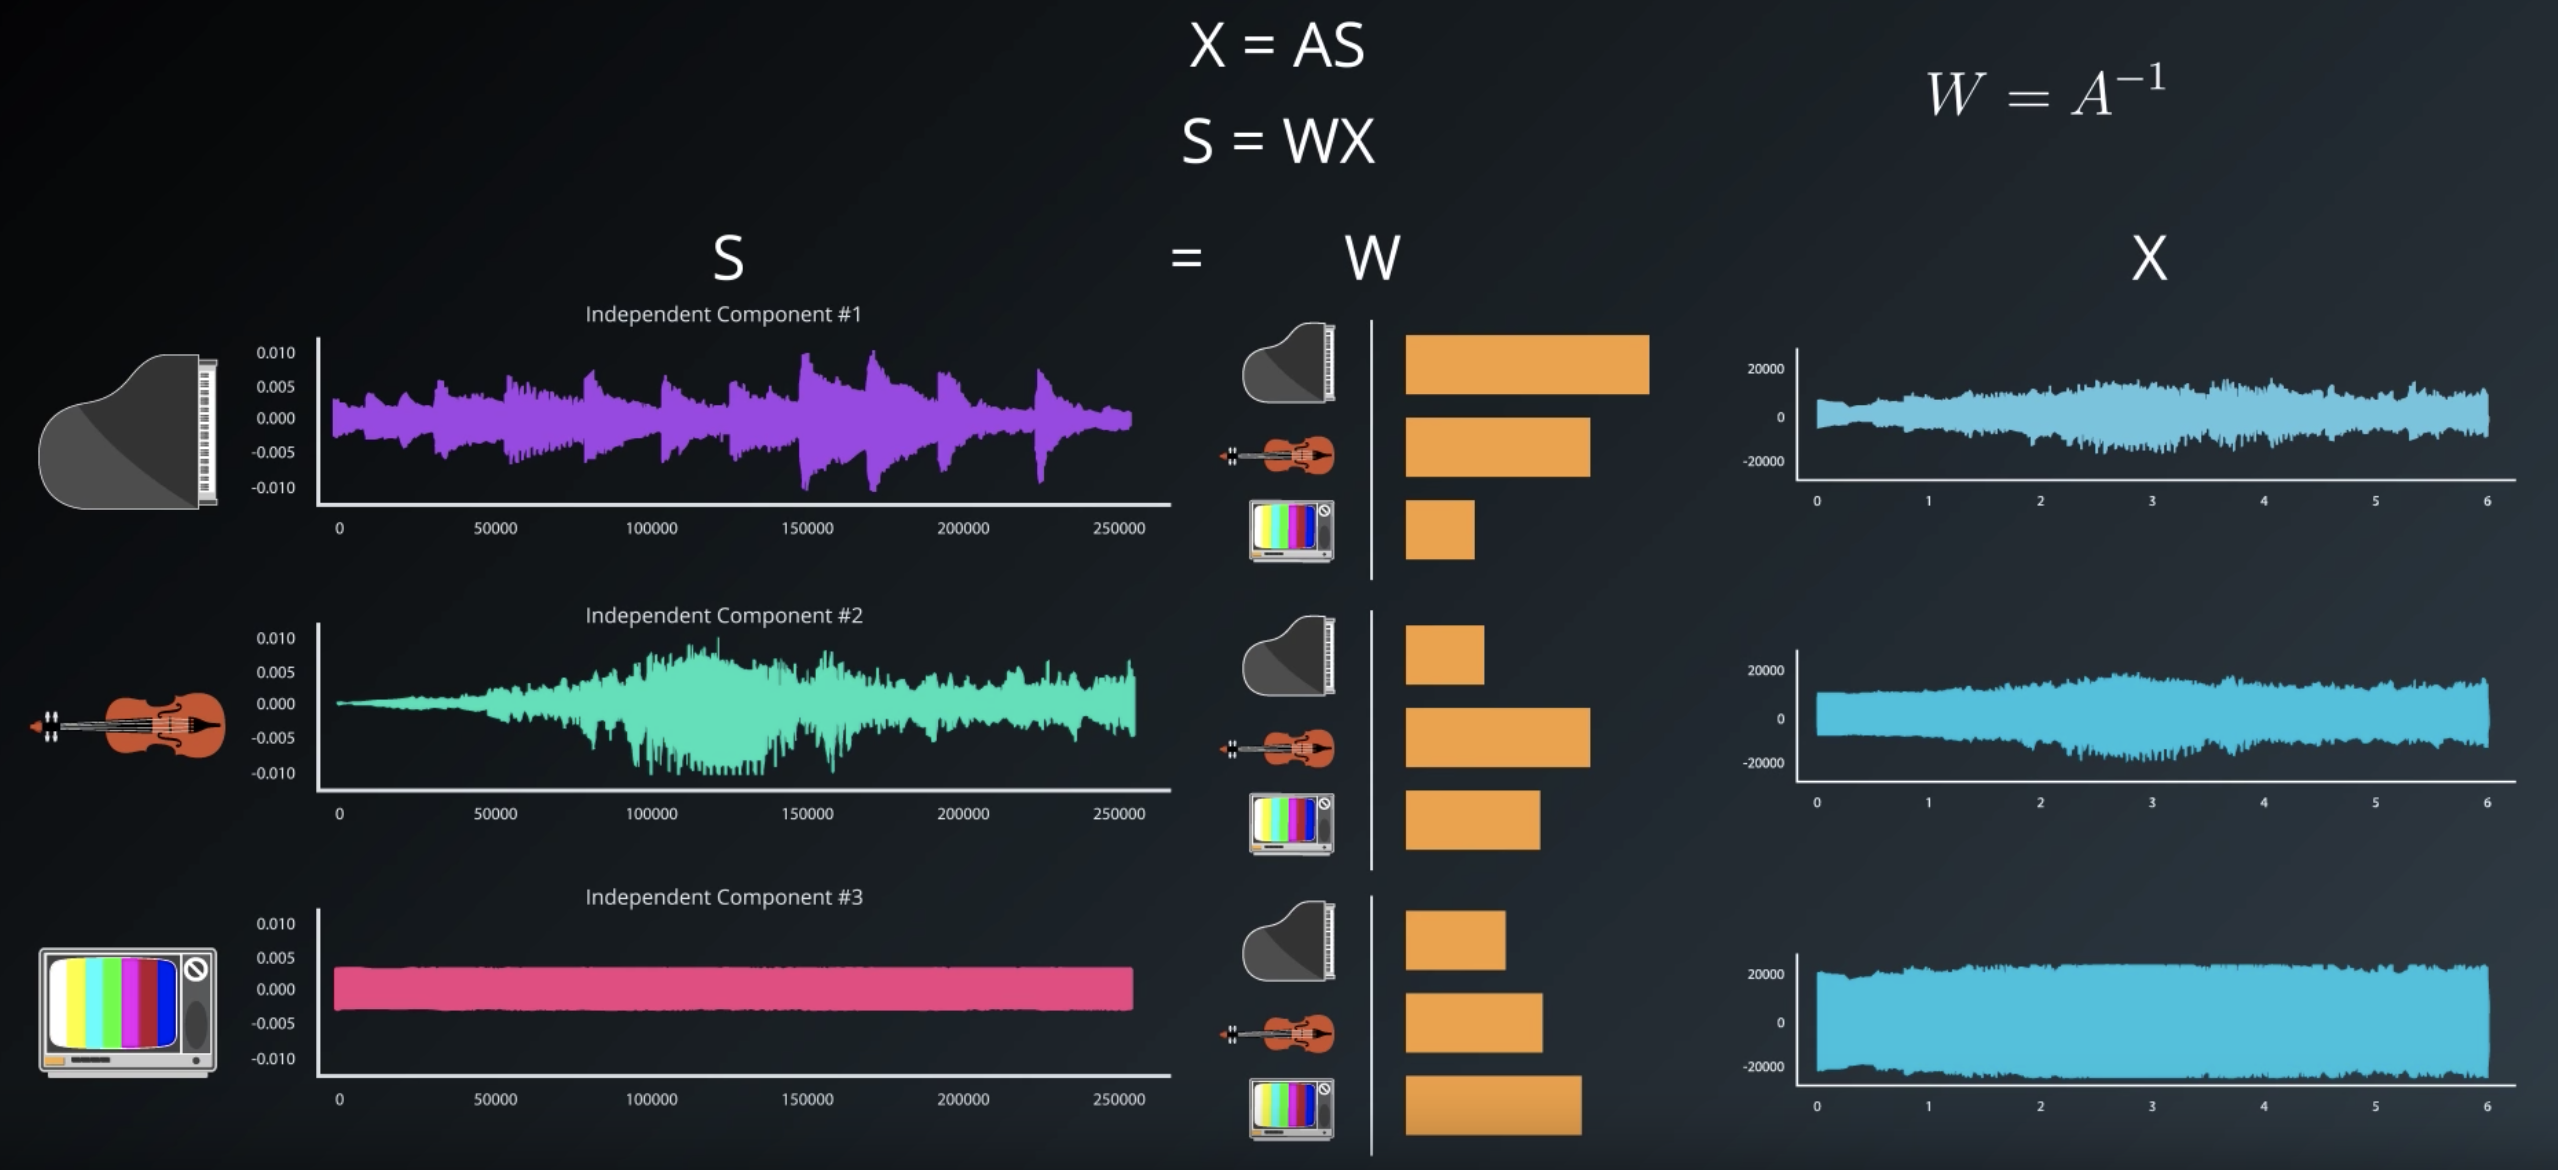 X = AS
W = A⁻¹
S = WX
S = W X
Independent Component #1
0.010
0.005
0.000
-0.005
-0.010
0 50000 100000 150000 200000 250000
20000
0
-20000
0 1 2 3 4 5 6
Independent Component #2
0.010
0.005
0.000
-0.005
-0.010
0 50000 100000 150000 200000 250000
20000
0
-20000
0 1 2 3 4 5 6
Independent Component #3
0.010
0.005
0.000
-0.005
-0.010
0 50000 100000 150000 200000 250000
20000
0
-20000
0 1 2 3 4 5 6